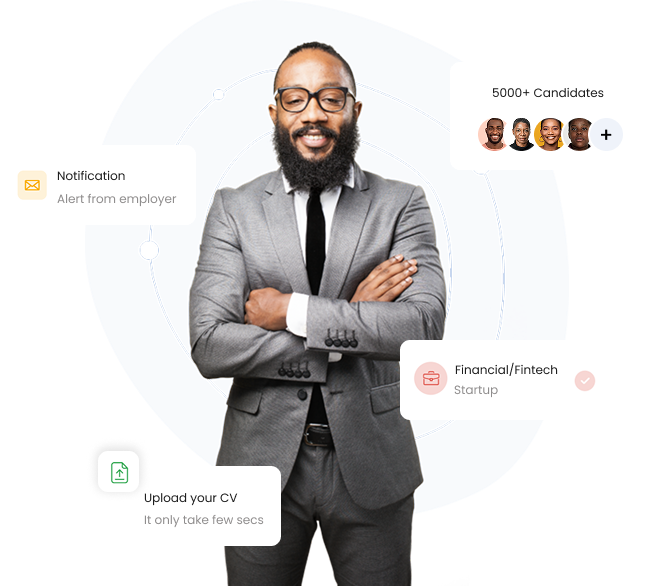 5000+ Candidates
Notification
Alert from employer
Financial/Fintech
Startup
Upload your CV
It only take few secs